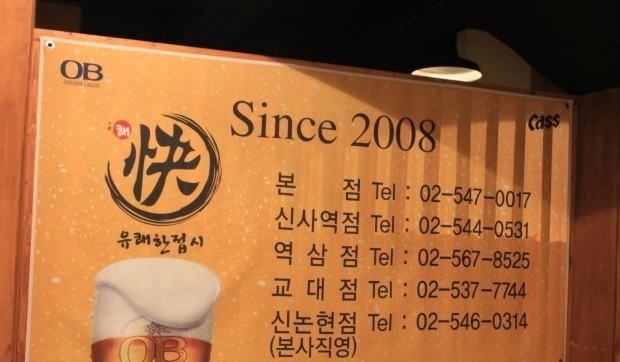 OB
GOLDEN LAGER
Cass
Since 2008
쾌
快
유쾌한접시
본 점 Tel : 02-547-0017
신사역점 Tel : 02-544-0531
역 삼 점 Tel : 02-567-8525
교 대 점 Tel : 02-537-7744
신논현점 Tel : 02-546-0314
(본사직영)
OB